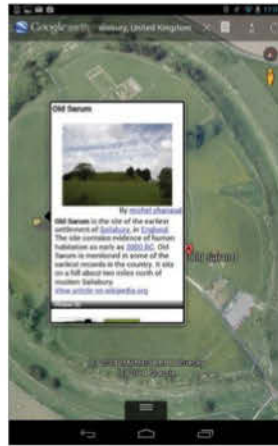 Google earth
Salisbury, United Kingdom
Old Sarum
By michel pharaoh
Old Sarum is the site of the earliest
settlement of Salisbury, in England.
The site contains evidence of human
habitation as early as 3000 BC. Old
Sarum is mentioned in some of the
earliest records in the country. It sits
on a hill about two miles north of
modern Salisbury.
View article on wikipedia.org
Old Sarum